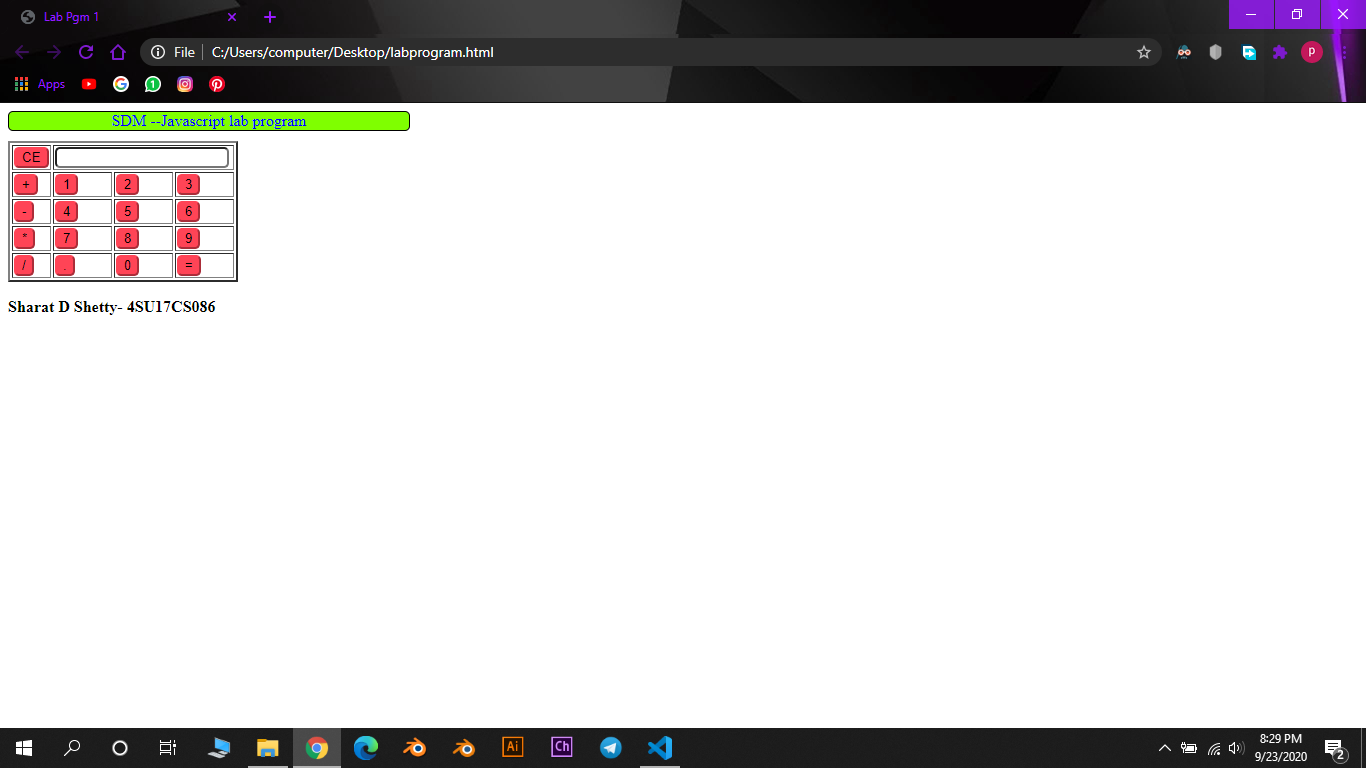 Lab Pgm 1
File
C:/Users/computer/Desktop/labprogram.html
P
Apps
1
SDM --Javascript lab program
CE
+ 1 2 3
- 4 5 6
* 7 8 9
/ . 0 =
Sharat D Shetty- 4SU17CS086
Ai
Ch
8:29 PM
9/23/2020
2